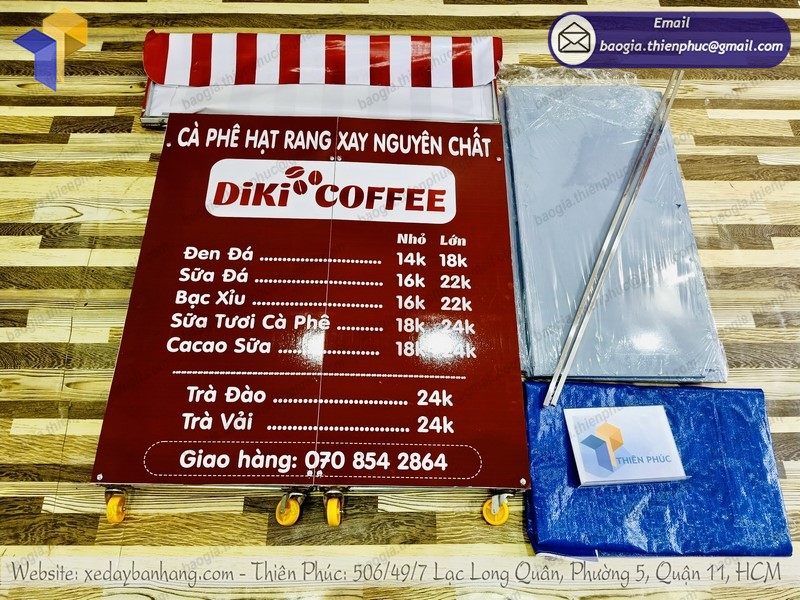 Email
baogia.thienphuc@gmail.com
CÀ PHÊ HẠT RANG XAY NGUYÊN CHẤT
DiKi COFFEE
Nhỏ Lớn
Đen Đá .............................. 14k 18k
Sữa Đá .............................. 16k 22k
Bạc Xỉu .............................. 16k 22k
Sữa Tươi Cà Phê ........... 18k 24k
Cacao Sữa ......................... 18k 24k
Trà Đào ................................. 24k
Trà Vải .................................. 24k
Giao hàng: 070 854 2864
THIÊN PHÚC
Website: xedaybanhang.com - Thiên Phúc: 506/49/7 Lạc Long Quân, Phường 5, Quận 11, HCM